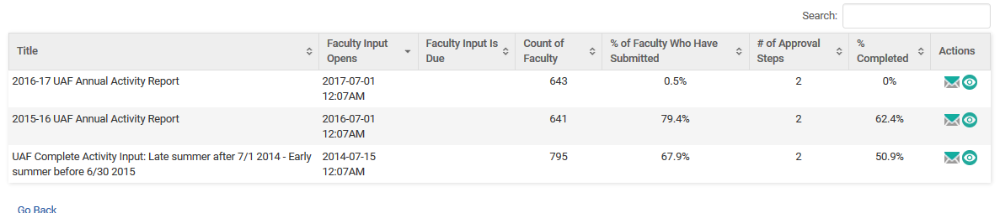 Search:
Title
Faculty Input Opens
Faculty Input Is Due
Count of Faculty
% of Faculty Who Have Submitted
# of Approval Steps
% Completed
Actions
2016-17 UAF Annual Activity Report
2017-07-01 12:07AM
643
0.5%
2
0%
2015-16 UAF Annual Activity Report
2016-07-01 12:07AM
641
79.4%
2
62.4%
UAF Complete Activity Input: Late summer after 7/1 2014 - Early summer before 6/30 2015
2014-07-15 12:07AM
795
67.9%
2
50.9%
Go Back